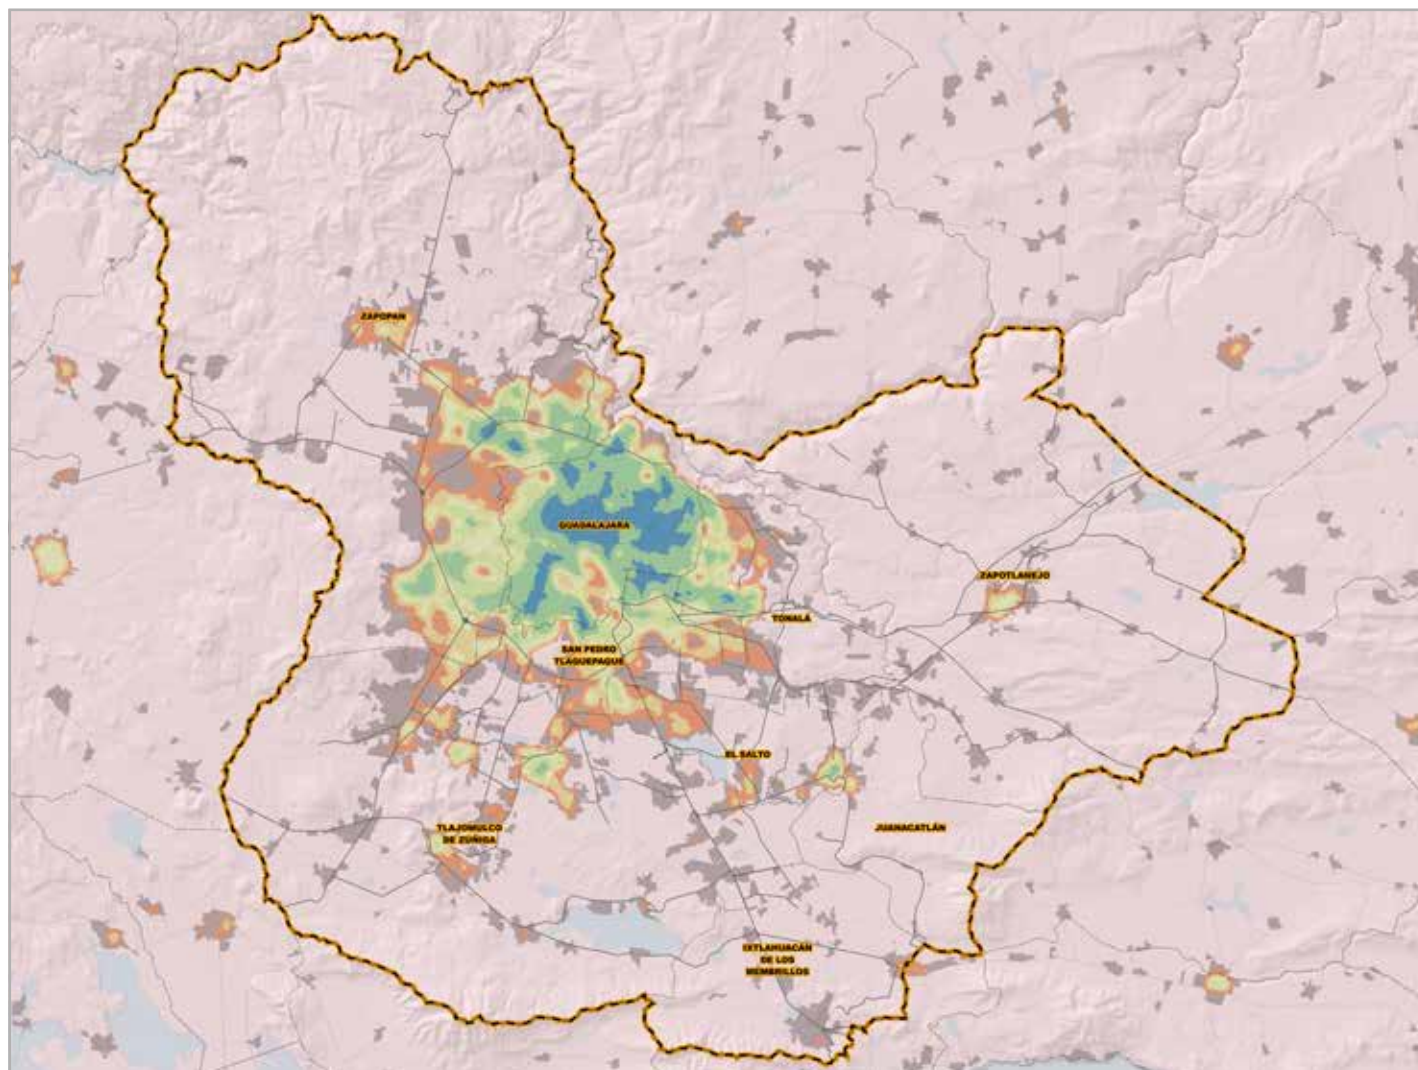 ZAPOPAN
GUADALAJARA
ZAPOTLANEJO
TONALÁ
SAN PEDRO
TLAQUEPAQUE
EL SALTO
TLAJOMULCO
DE ZÚÑIGA
JUANACATLÁN
IXTLAHUACÁN
DE LOS
MEMBRILLOS